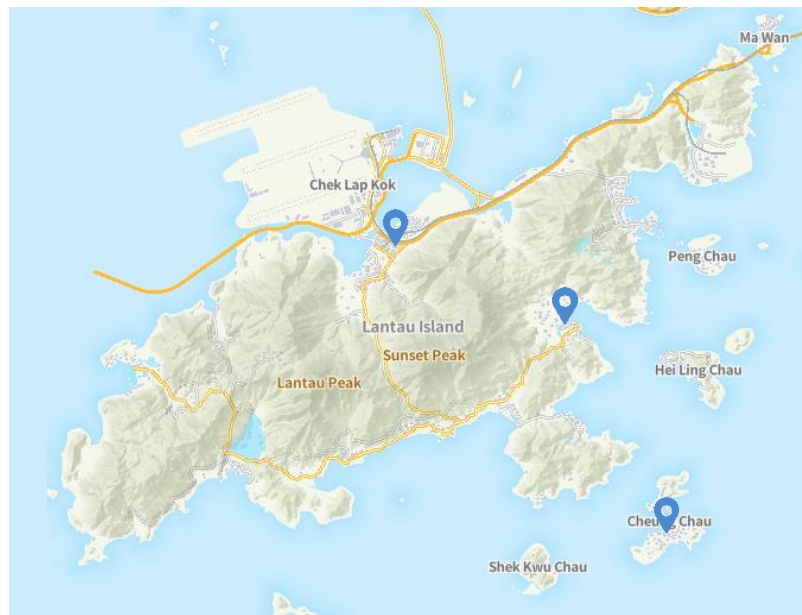 Ma Wan
Chek Lap Kok
Peng Chau
Lantau Island
Sunset Peak
Lantau Peak
Hei Ling Chau
Cheung Chau
Shek Kwu Chau